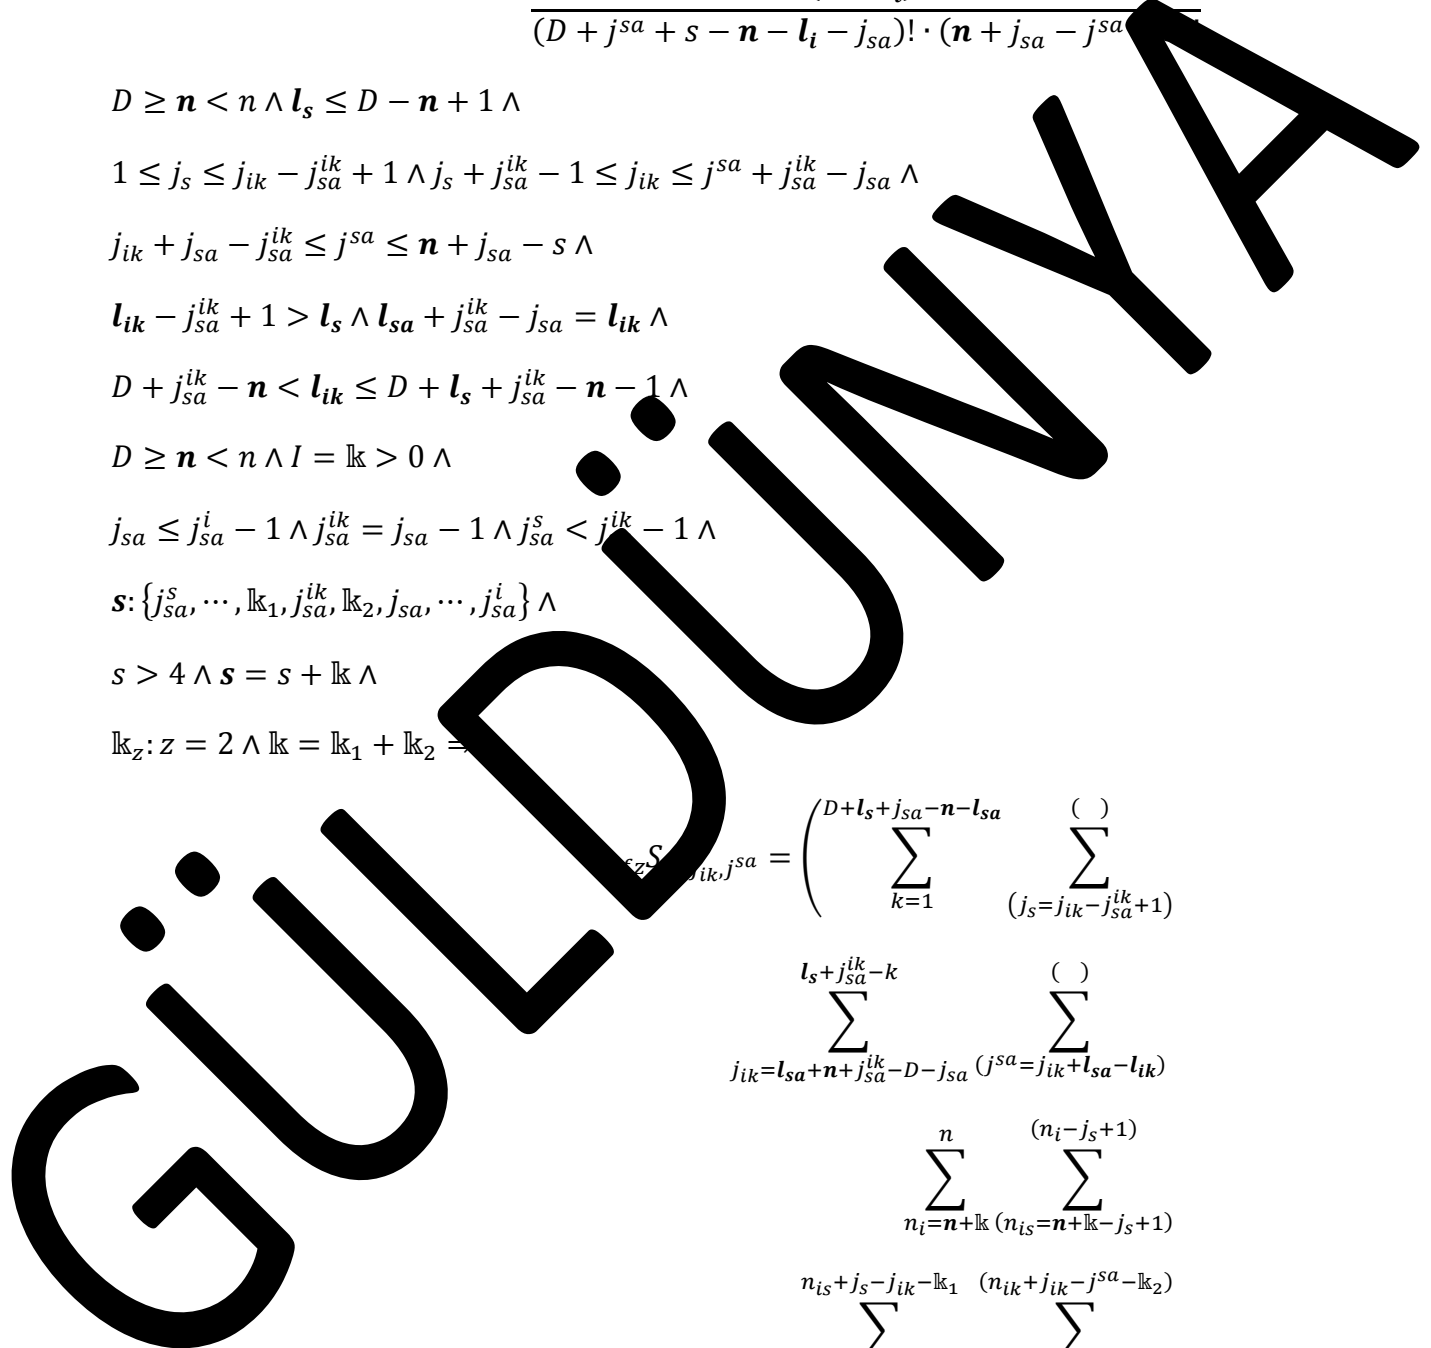 (D + j^{sa} + s − n − l_i − j_{sa})! · (n + j_{sa} − j^{sa}
D ≥ n < n ∧ l_s ≤ D − n + 1 ∧
1 ≤ j_s ≤ j_{ik} − j_{sa}^{ik} + 1 ∧ j_s + j_{sa}^{ik} − 1 ≤ j_{ik} ≤ j^{sa} + j_{sa}^{ik} − j_{sa} ∧
j_{ik} + j_{sa} − j_{sa}^{ik} ≤ j^{sa} ≤ n + j_{sa} − s ∧
l_{ik} − j_{sa}^{ik} + 1 > l_s ∧ l_{sa} + j_{sa}^{ik} − j_{sa} = l_{ik} ∧
D + j_{sa}^{ik} − n < l_{ik} ≤ D + l_s + j_{sa}^{ik} − n − 1 ∧
D ≥ n < n ∧ I = 𝕜 > 0 ∧
j_{sa} ≤ j_{sa}^{i} − 1 ∧ j_{sa}^{ik} = j_{sa} − 1 ∧ j_{sa}^{s} < j_{sa}^{ik} − 1 ∧
s: {j_{sa}^{s}, ⋯ , 𝕜_1, j_{sa}^{ik}, 𝕜_2, j_{sa}, ⋯ , j_{sa}^{i}} ∧
s > 4 ∧ s = s + 𝕜 ∧
𝕜_z: z = 2 ∧ 𝕜 = 𝕜_1 + 𝕜_2 ⇒
_z S j_{ik}, j^{sa} = ( ∑_{k=1}^{D+l_s+j_{sa}−n−l_{sa}} ∑_{(j_s=j_{ik}−j_{sa}^{ik}+1)}^{( )}
∑_{j_{ik}=l_{sa}+n+j_{sa}^{ik}−D−j_{sa}}^{l_s+j_{sa}^{ik}−k} ∑_{(j^{sa}=j_{ik}+l_{sa}−l_{ik})}^{( )}
∑_{n_i=n+𝕜}^{n} ∑_{(n_{is}=n+𝕜−j_s+1)}^{(n_i−j_s+1)}
∑^{n_{is}+j_s−j_{ik}−𝕜_1} ∑^{(n_{ik}+j_{ik}−j^{sa}−𝕜_2)}
GÜLDÜNYA